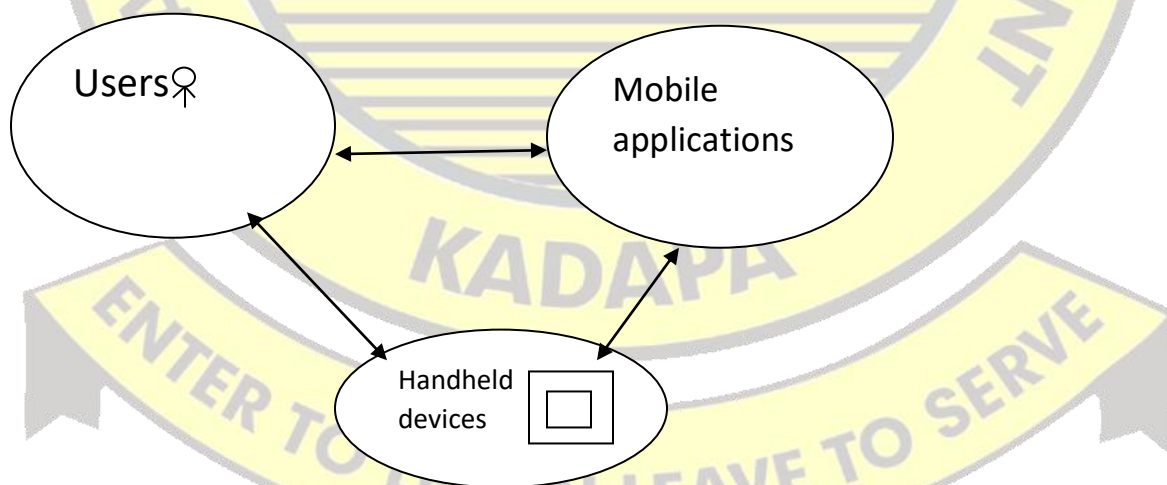 Users
Mobile
applications
Handheld
devices
KADAPA
ENTER TO
LEAVE TO SERVE